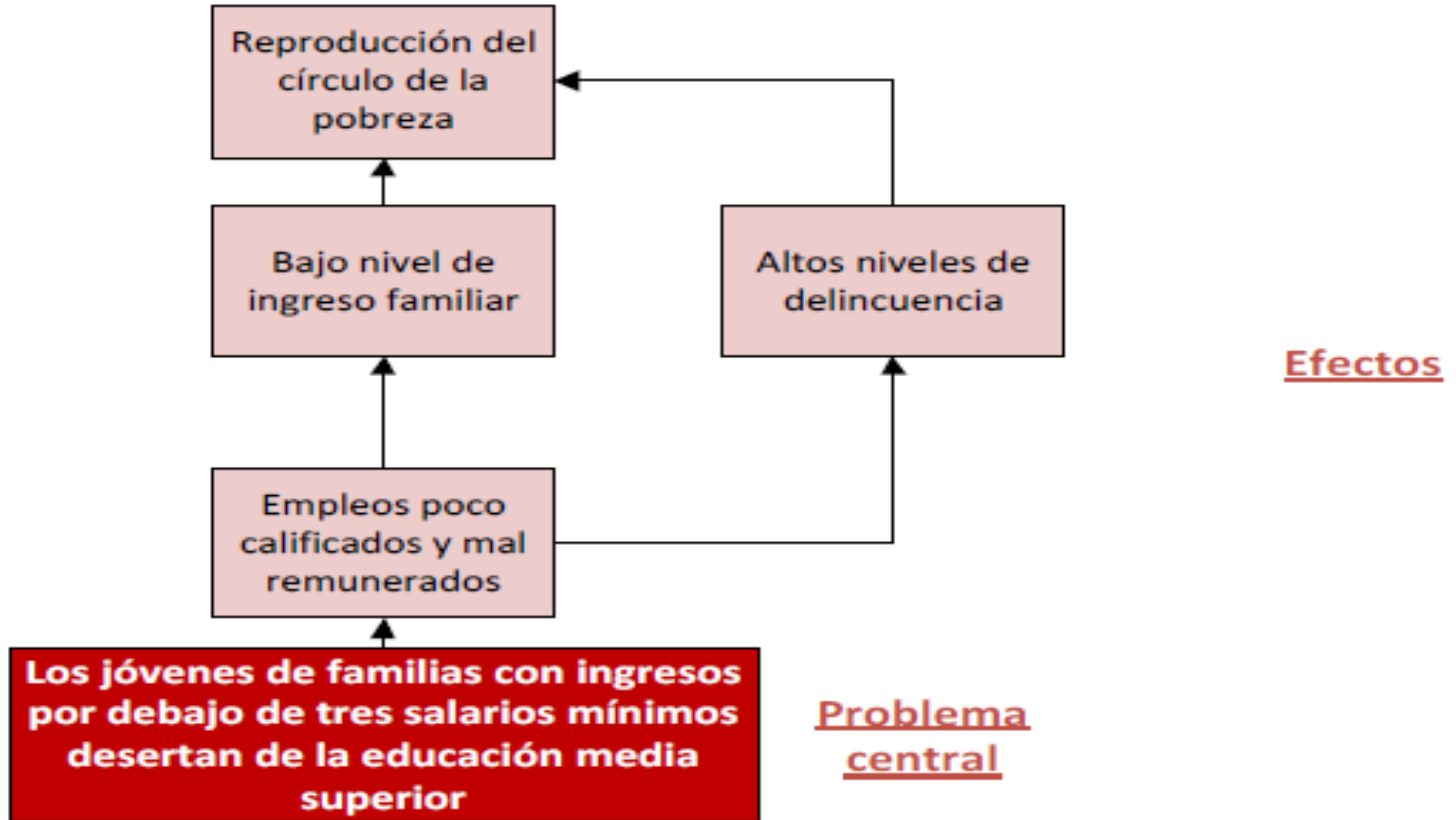 Reproducción del
círculo de la
pobreza
Bajo nivel de
ingreso familiar
Altos niveles de
delincuencia
Efectos
Empleos poco
calificados y mal
remunerados
Los jóvenes de familias con ingresos
por debajo de tres salarios mínimos
desertan de la educación media
superior
Problema
central